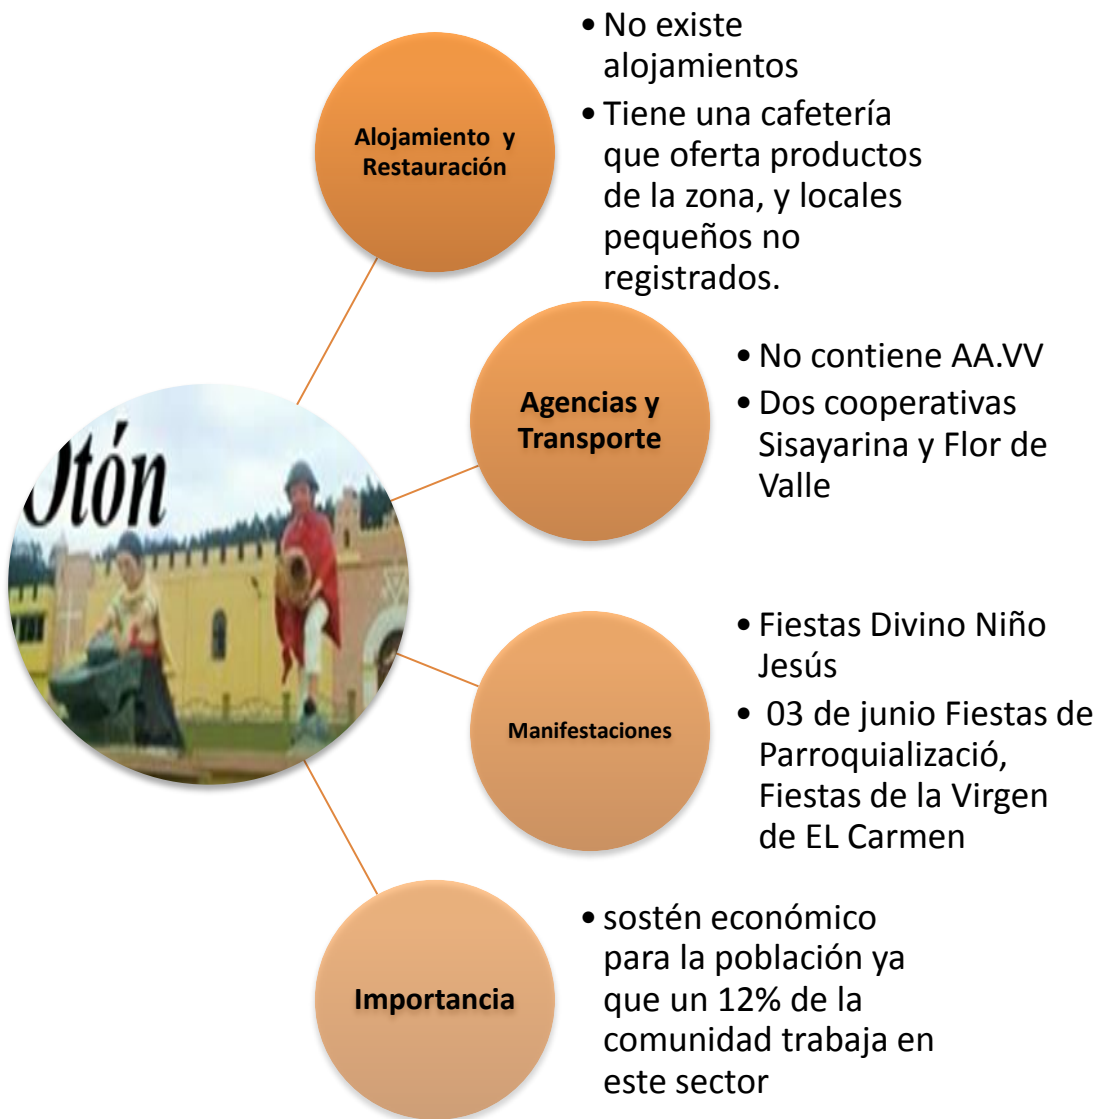 • No existe
alojamientos
• Tiene una cafetería
que oferta productos
de la zona, y locales
pequeños no
registrados.
Alojamiento y
Restauración
• No contiene AA.VV
• Dos cooperativas
Sisayarina y Flor de
Valle
Agencias y
Transporte
Otón
• Fiestas Divino Niño
Jesús
• 03 de junio Fiestas de
Parroquializació,
Fiestas de la Virgen
de EL Carmen
Manifestaciones
• sostén económico
para la población ya
que un 12% de la
comunidad trabaja en
este sector
Importancia